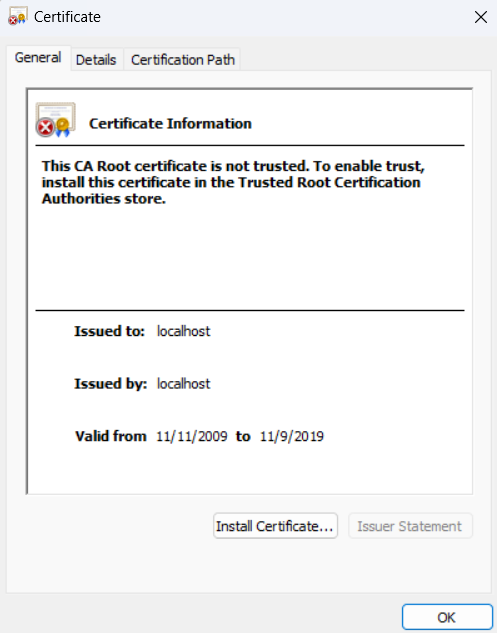 Certificate
General Details Certification Path
Certificate Information
This CA Root certificate is not trusted. To enable trust,
install this certificate in the Trusted Root Certification
Authorities store.
Issued to: localhost
Issued by: localhost
Valid from 11/11/2009 to 11/9/2019
Install Certificate... Issuer Statement
OK